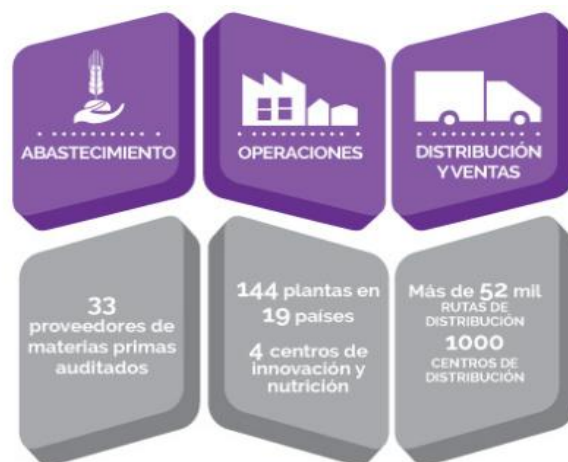 ABASTECIMIENTO
OPERACIONES
DISTRIBUCIÓN
Y VENTAS
33
proveedores de
materias primas
auditados
144 plantas en
19 países
4 centros de
innovación y
nutrición
Más de 52 mil
RUTAS DE
DISTRIBUCIÓN
1000
CENTROS DE
DISTRIBUCIÓN